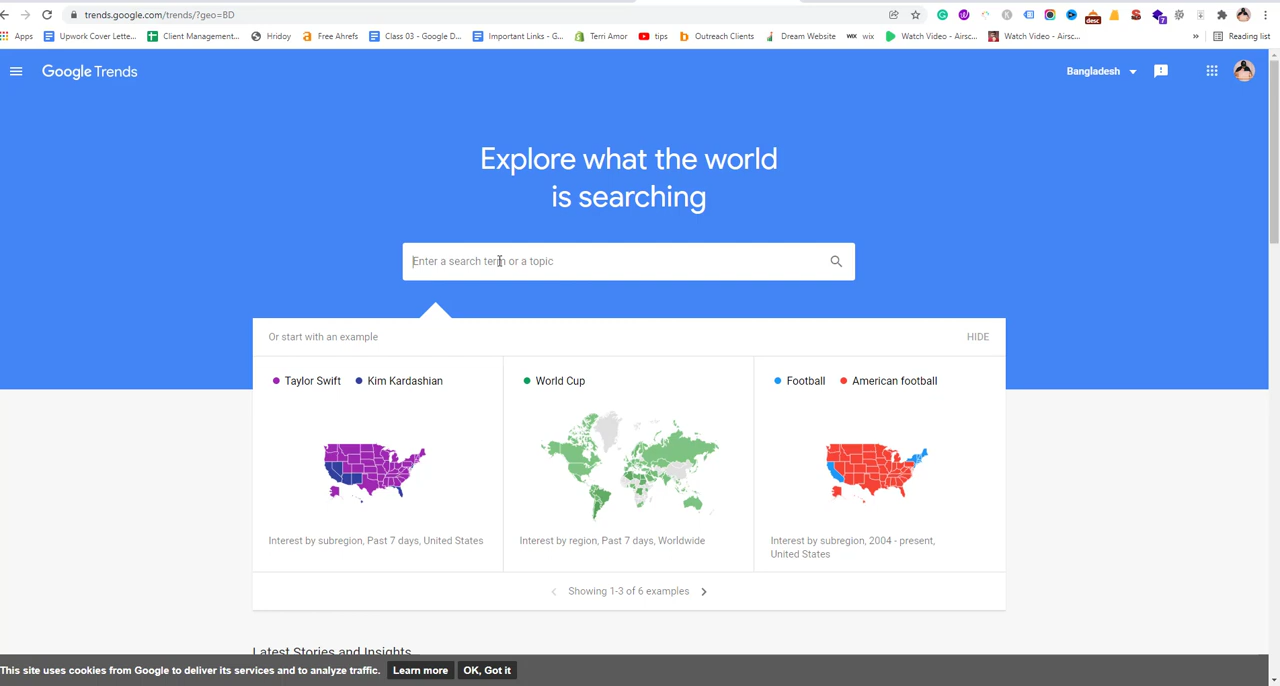 trends.google.com/trends/?geo=BD
Apps Upwork Cover Lette... Client Management... Hridoy Free Ahrefs Class 03 - Google D... Important Links - G... Terri Amor tips Outreach Clients Dream Website WIX wix Watch Video - Airsc... Watch Video - Airsc... » Reading list
desc 7
Google Trends
Bangladesh
Explore what the world
is searching
Enter a search term or a topic
Or start with an example
HIDE
Taylor Swift Kim Kardashian
World Cup
Football American football
Interest by subregion, Past 7 days, United States
Interest by region, Past 7 days, Worldwide
Interest by subregion, 2004 - present,
United States
Showing 1-3 of 6 examples
Latest Stories and Insights
This site uses cookies from Google to deliver its services and to analyze traffic. Learn more OK, Got it